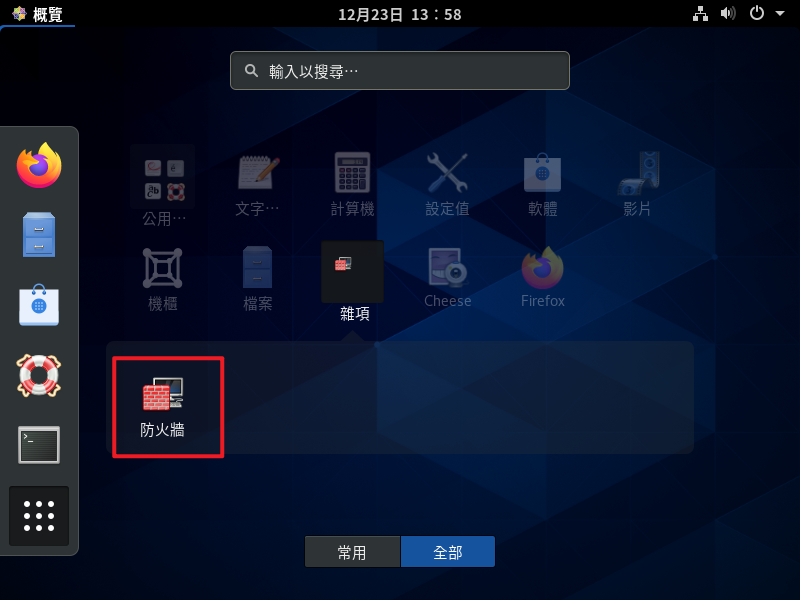 概覽
12月23日 13：58
輸入以搜尋…
公用…
文字…
計算機
設定值
軟體
影片
機櫃
檔案
雜項
Cheese
Firefox
防火牆
常用
全部